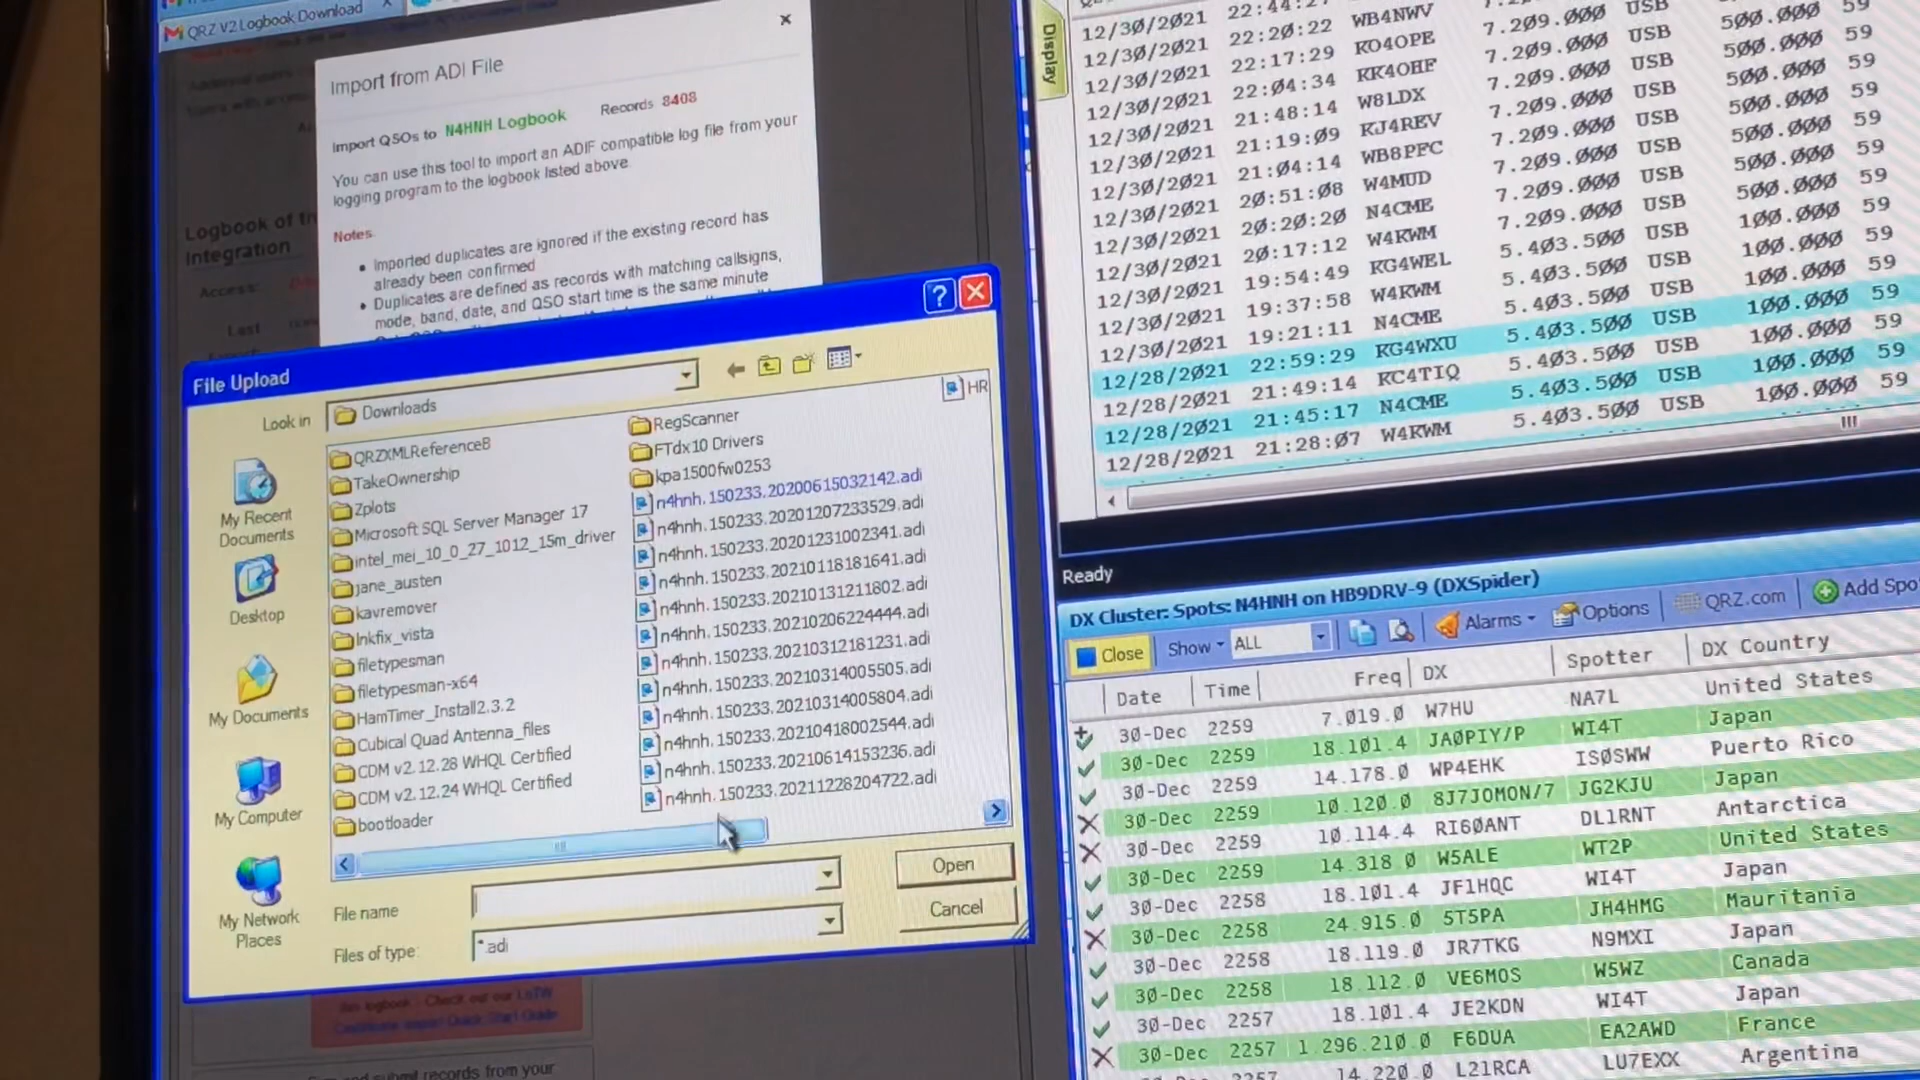 QRZ V2 Logbook Download
Import from ADI File
Import QSOs to N4HNH Logbook Records 8408
You can use this tool to import an ADIF compatible log file from your
logging program to the logbook listed above
Notes.
Imported duplicates are ignored if the existing record has
already been confirmed
Duplicates are defined as records with matching callsigns,
mode, band, date, and QSO start time is the same minute
Logbook of
Integration
Access:
Last
File Upload
Look in
Downloads
My Recent
Documents
Desktop
My Documents
My Computer
My Network
Places
QRZXMLReference8
TakeOwnership
Zplots
Microsoft SQL Server Manager 17
intel_mei_10_0_27_1012_15m_driver
jane_austen
kavremover
lnkfix_vista
filetypesman
filetypesman-x64
HamTimer_Install2.3.2
Cubical Quad Antenna_files
CDM v2.12.28 WHQL Certified
CDM v2.12.24 WHQL Certified
bootloader
RegScanner
FTdx10 Drivers
kpa1500fw0253
n4hnh.150233.20200615032142.adi
n4hnh.150233.20201207233529.adi
n4hnh.150233.20201231002341.adi
n4hnh.150233.20210118181641.adi
n4hnh.150233.20210131211802.adi
n4hnh.150233.20210206224444.adi
n4hnh.150233.20210312181231.adi
n4hnh.150233.20210314005505.adi
n4hnh.150233.20210314005804.adi
n4hnh.150233.20210418002544.adi
n4hnh.150233.20210614153236.adi
n4hnh.150233.20211228204722.adi
HR
File name
Open
Files of type:
*.adi
Cancel
records from your
Display
12/30/2021 22:44:2
12/30/2021 22:20:22 WB4NWV 7.209.000 USB 500.000 59
12/30/2021 22:17:29 KO4OPE 7.209.000 USB 500.000 59
12/30/2021 22:04:34 KK4OHF 7.209.000 USB 500.000 59
12/30/2021 21:48:14 W8LDX 7.209.000 USB 500.000 59
12/30/2021 21:19:09 KJ4REV 7.209.000 USB 500.000 59
12/30/2021 21:04:14 WB8PFC 7.209.000 USB 500.000 59
12/30/2021 20:51:08 W4MUD 7.209.000 USB 500.000 59
12/30/2021 20:20:20 N4CME 7.209.000 USB 100.000 59
12/30/2021 20:17:12 W4KWM 5.403.500 USB 100.000 59
12/30/2021 19:54:49 KG4WEL 5.403.500 USB 100.000 59
12/30/2021 19:37:58 W4KWM 5.403.500 USB 100.000 59
12/30/2021 19:21:11 N4CME 5.403.500 USB 100.000 59
12/28/2021 22:59:29 KG4WXU 5.403.500 USB 100.000 59
12/28/2021 21:49:14 KC4TIQ 5.403.500 USB 100.000 59
12/28/2021 21:45:17 N4CME 5.403.500 USB 100.000 59
12/28/2021 21:28:07 W4KWM 5.403.500 USB 100.000 59
Ready
DX Cluster: Spots: N4HNH on HB9DRV-9 (DXSpider)
Close Show ALL Alarms Options QRZ.com Add Spo
Date Time Freq DX Spotter DX Country
30-Dec 2259 7.019.0 W7HU NA7L United States
30-Dec 2259 18.101.4 JA0PIY/P WI4T Japan
30-Dec 2259 14.178.0 WP4EHK IS0SWW Puerto Rico
30-Dec 2259 10.120.0 8J7JOMON/7 JG2KJU Japan
30-Dec 2259 10.114.4 RI60ANT DL1RNT Antarctica
30-Dec 2259 14.318 0 W5ALE WT2P United States
30-Dec 2258 18.101.4 JF1HQC WI4T Japan
30-Dec 2258 24.915.0 5T5PA JH4HMG Mauritania
30-Dec 2258 18.119.0 JR7TKG N9MXI Japan
30-Dec 2258 18.112.0 VE6MOS W5WZ Canada
30-Dec 2257 18.101.4 JE2KDN WI4T Japan
30-Dec 2257 1 296.210.0 F6DUA EA2AWD France
2257 14.220.0 L21RCA LU7EXX Argentina